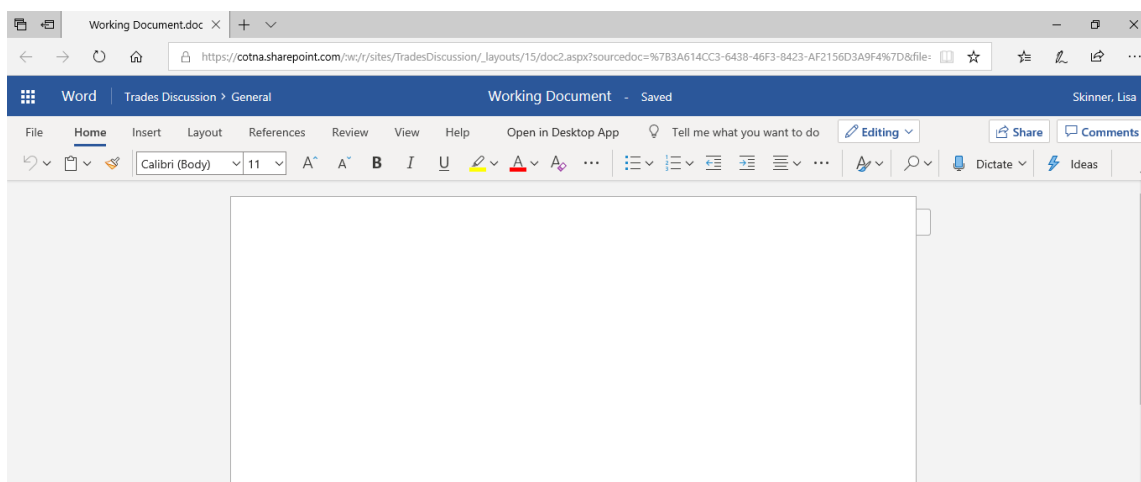 Working Document.doc
https://cotna.sharepoint.com/:w:/r/sites/TradesDiscussion/_layouts/15/doc2.aspx?sourcedoc=%7B3A614CC3-6438-46F3-8423-AF2156D3A9F4%7D&file=
Word Trades Discussion > General Working Document - Saved Skinner, Lisa
File Home Insert Layout References Review View Help Open in Desktop App Tell me what you want to do Editing Share Comments
Calibri (Body) 11 A A B I U A A ... ... Dictate Ideas